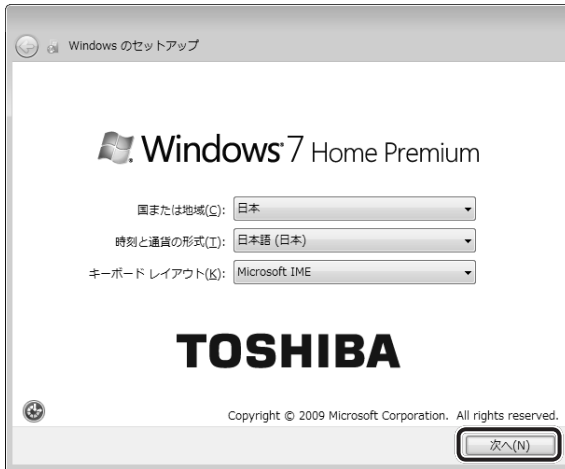 Windows のセットアップ
Windows 7 Home Premium
国または地域(C): 日本
時刻と通貨の形式(T): 日本語 (日本)
キーボード レイアウト(K): Microsoft IME
TOSHIBA
Copyright © 2009 Microsoft Corporation. All rights reserved.
次へ(N)